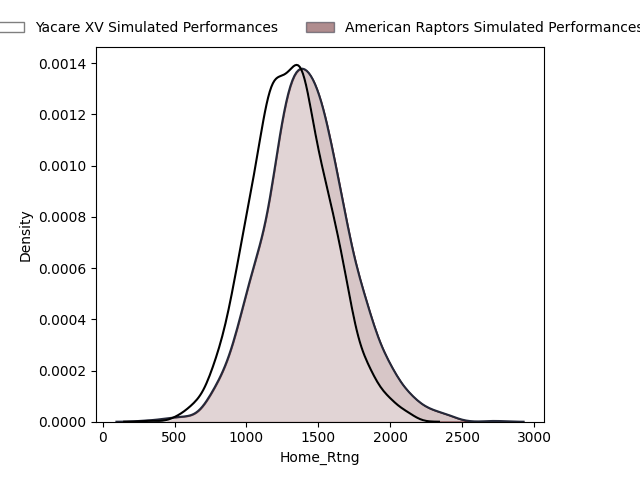 Yacare XV Simulated Performances American Raptors Simulated Performances
0.0014
0.0012
0.0010
0.0008
0.0006
0.0004
0.0002
0.0000
Density
0 500 1000 1500 2000 2500 3000
Home_Rtng